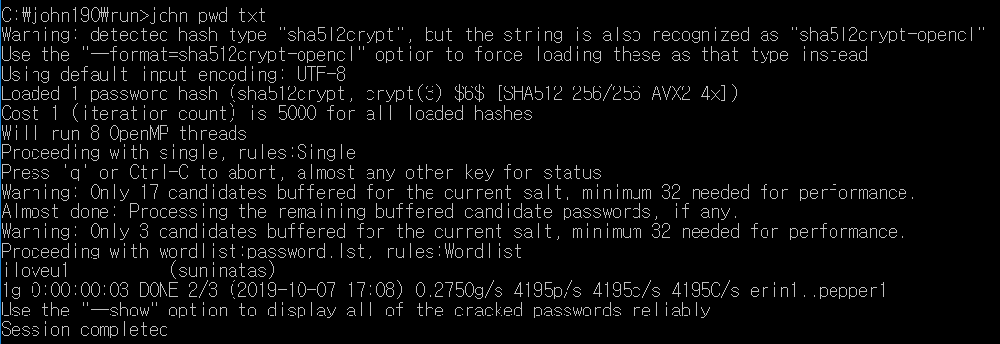 C:₩john190₩run>john pwd.txt
Warning: detected hash type "sha512crypt", but the string is also recognized as "sha512crypt-opencl"
Use the "--format=sha512crypt-opencl" option to force loading these as that type instead
Using default input encoding: UTF-8
Loaded 1 password hash (sha512crypt, crypt(3) $6$ [SHA512 256/256 AVX2 4x])
Cost 1 (iteration count) is 5000 for all loaded hashes
Will run 8 OpenMP threads
Proceeding with single, rules:Single
Press 'q' or Ctrl-C to abort, almost any other key for status
Warning: Only 17 candidates buffered for the current salt, minimum 32 needed for performance.
Almost done: Processing the remaining buffered candidate passwords, if any.
Warning: Only 3 candidates buffered for the current salt, minimum 32 needed for performance.
Proceeding with wordlist:password.lst, rules:Wordlist
iloveu1          (suninatas)
1g 0:00:00:03 DONE 2/3 (2019-10-07 17:08) 0.2750g/s 4195p/s 4195c/s 4195C/s erin1..pepper1
Use the "--show" option to display all of the cracked passwords reliably
Session completed